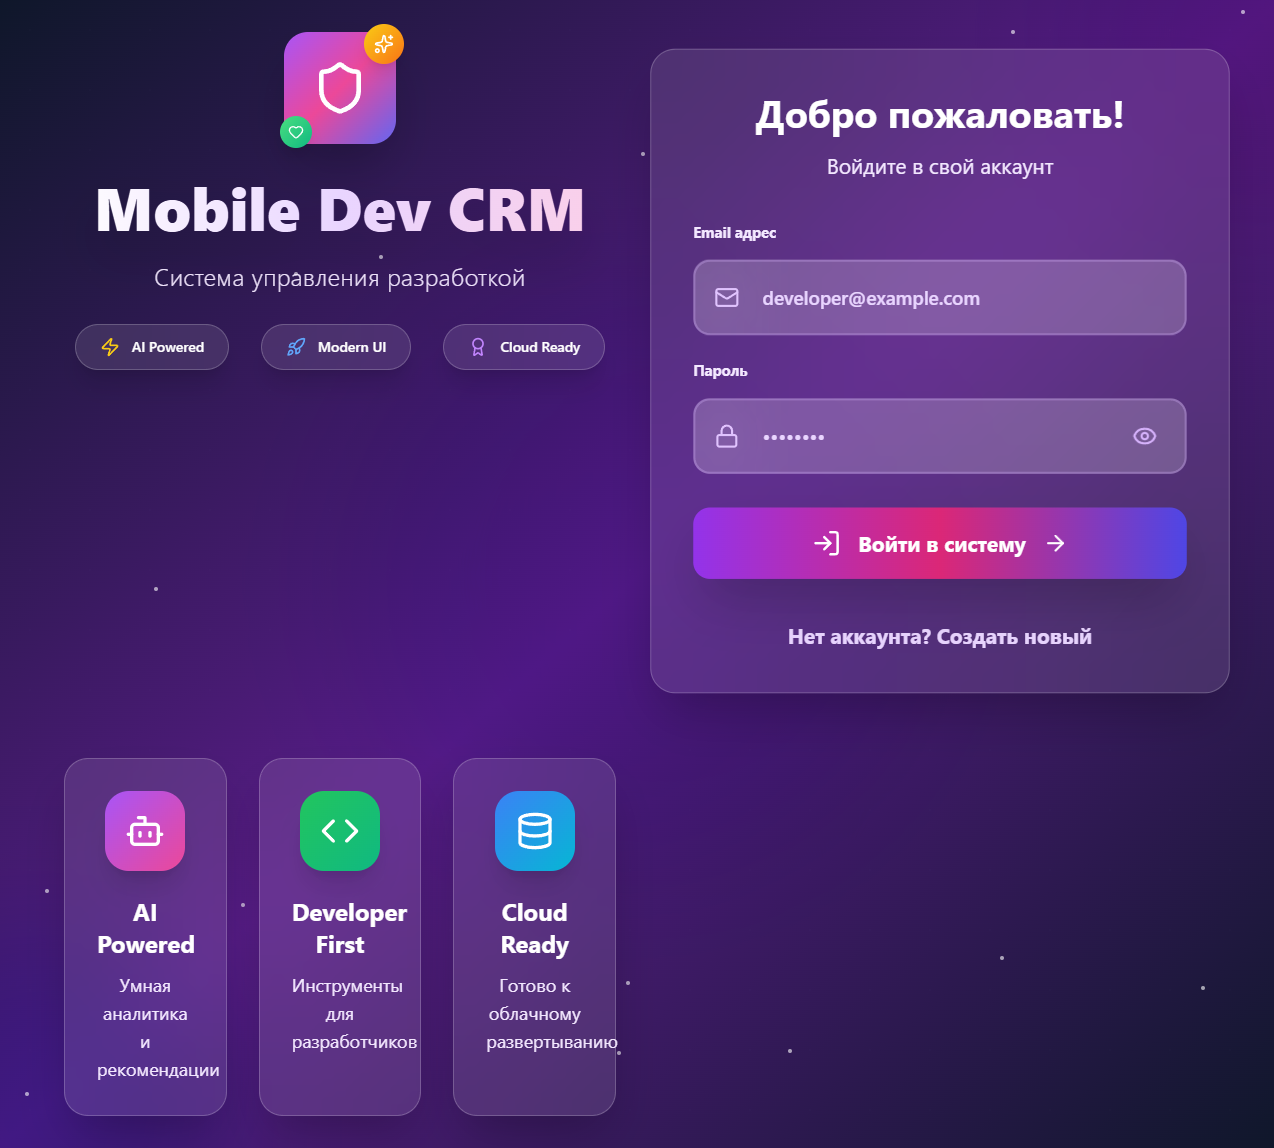 Mobile Dev CRM
Система управления разработкой
AI Powered
Modern UI
Cloud Ready
Добро пожаловать!
Войдите в свой аккаунт
Email адрес
developer@example.com
Пароль
••••••••
Войти в систему
Нет аккаунта? Создать новый
AI
Powered
Умная
аналитика
и
рекомендации
Developer
First
Инструменты
для
разработчиков
Cloud
Ready
Готово к
облачному
развертыванию